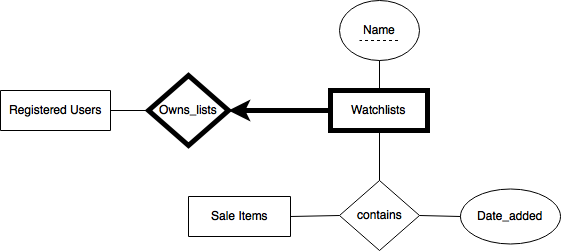 Name
Registered Users
Owns_lists
Watchlists
Sale Items
contains
Date_added